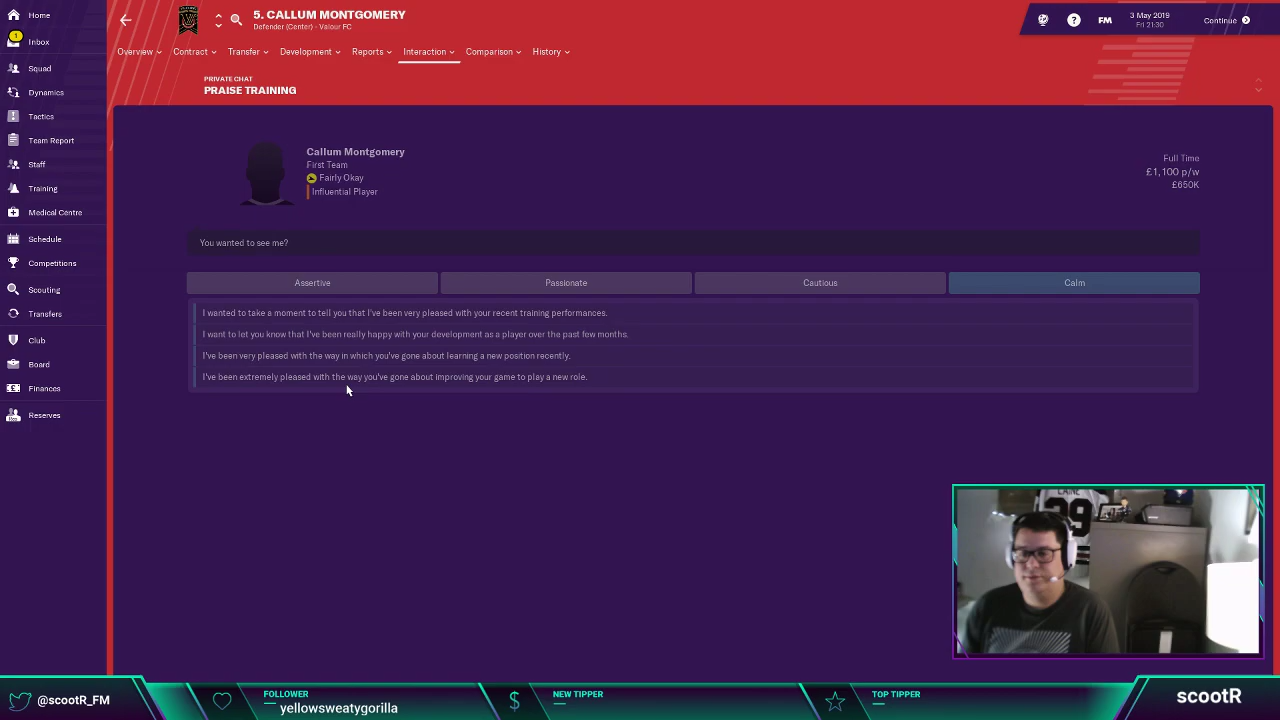 5. CALLUM MONTGOMERY
Defender (Center) - Valour FC
3 May 2019
Fri 21:30
Continue
FM
1
Home
Inbox
Squad
Dynamics
Tactics
Team Report
Staff
Training
Medical Centre
Schedule
Competitions
Scouting
Transfers
Club
Board
Finances
Reserves
Overview
Contract
Transfer
Development
Reports
Interaction
Comparison
History
PRIVATE CHAT
PRAISE TRAINING
Callum Montgomery
First Team
Fairly Okay
Influential Player
Full Time
£1,100 p/w
£650K
You wanted to see me?
Assertive
Passionate
Cautious
Calm
I wanted to take a moment to tell you that I've been very pleased with your recent training performances.
I want to let you know that I've been really happy with your development as a player over the past few months.
I've been very pleased with the way in which you've gone about learning a new position recently.
I've been extremely pleased with the way you've gone about improving your game to play a new role.
LAINE
29
@scootR_FM
FOLLOWER
yellowsweatygorilla
$
NEW TIPPER
TOP TIPPER
scootR